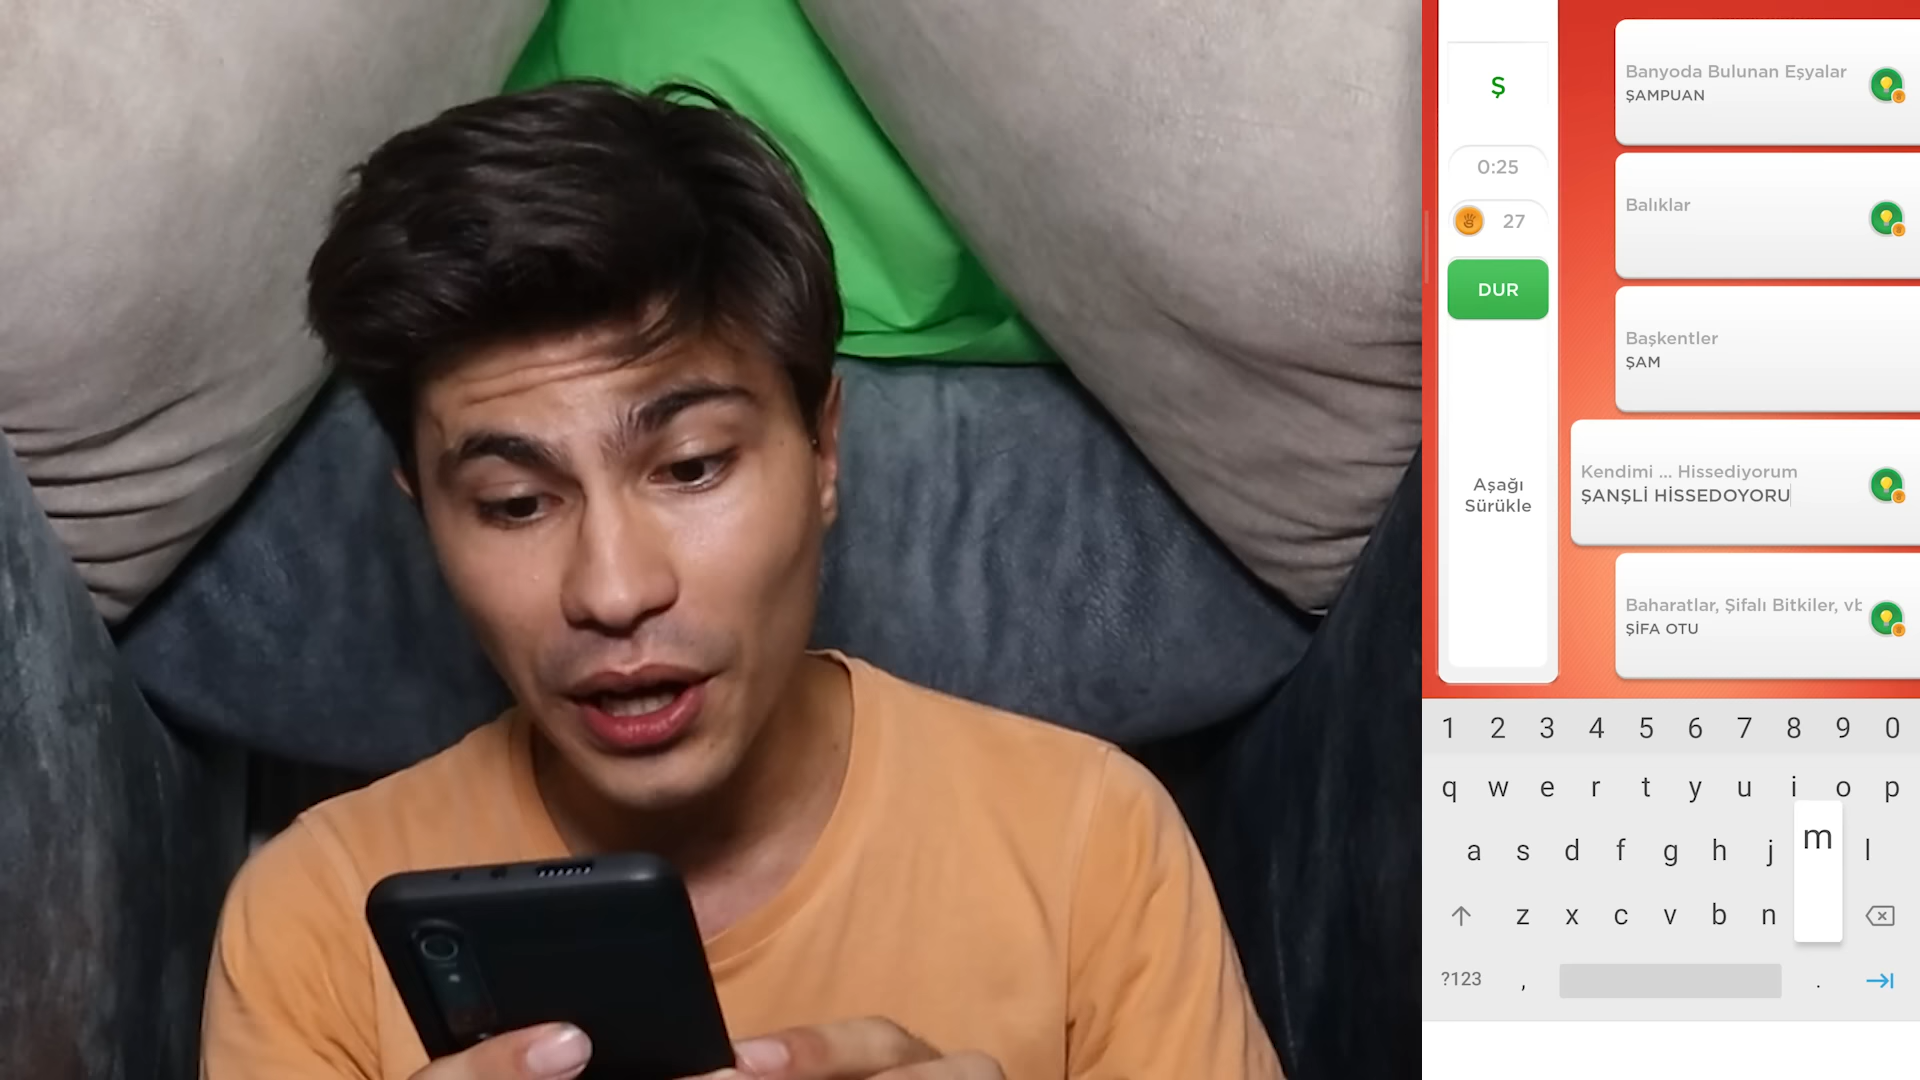 Ş
0:25
27
DUR
Aşağı
Sürükle
Banyoda Bulunan Eşyalar
ŞAMPUAN
Balıklar
Başkentler
ŞAM
Kendimi ... Hissediyorum
ŞANŞLİ HİSSEDOYORU
Baharatlar, Şifalı Bitkiler, vb
ŞİFA OTU
1 2 3 4 5 6 7 8 9 0
q w e r t y u i o p
a s d f g h j m l
z x c v b n
?123 , .